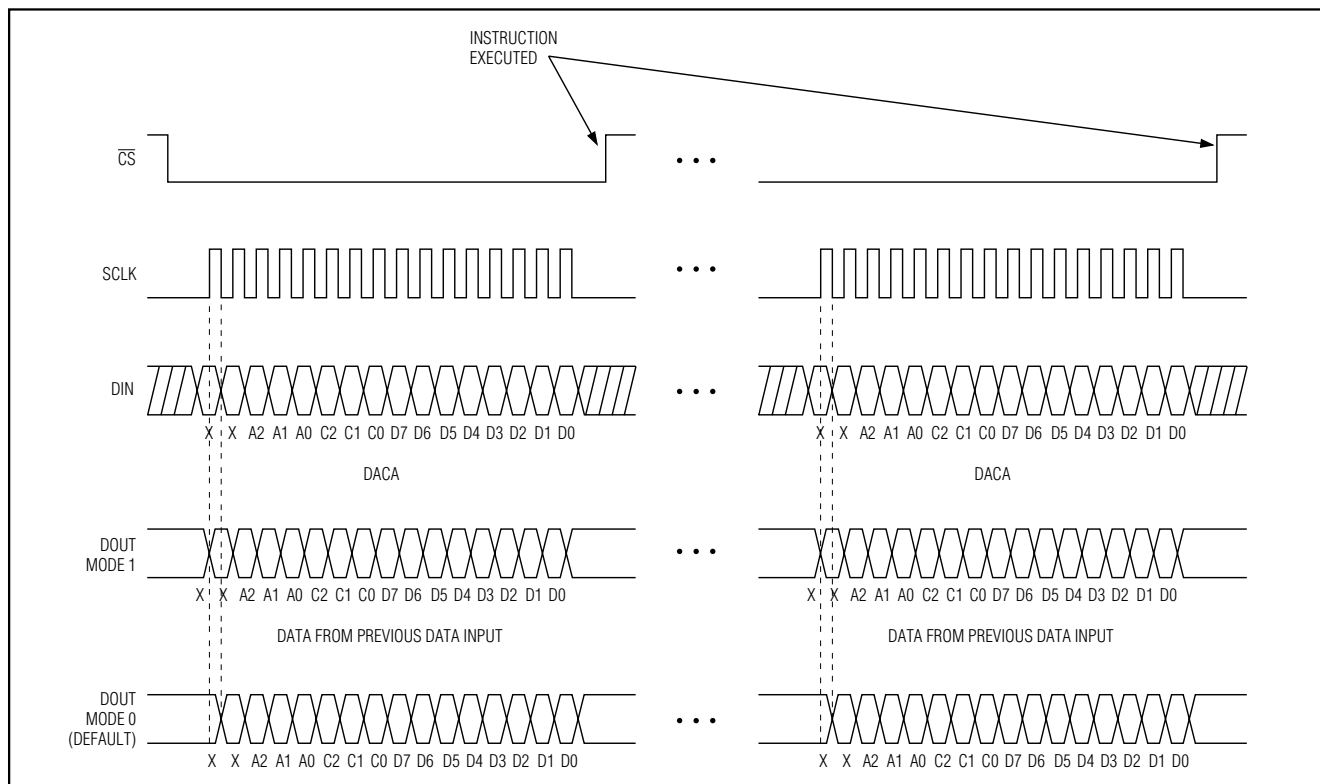 INSTRUCTION
EXECUTED
CS
• • •
SCLK
• • •
DIN
• • •
X X A2 A1 A0 C2 C1 C0 D7 D6 D5 D4 D3 D2 D1 D0
X X A2 A1 A0 C2 C1 C0 D7 D6 D5 D4 D3 D2 D1 D0
DACA
DACA
DOUT
MODE 1
• • •
X X A2 A1 A0 C2 C1 C0 D7 D6 D5 D4 D3 D2 D1 D0
X X A2 A1 A0 C2 C1 C0 D7 D6 D5 D4 D3 D2 D1 D0
DATA FROM PREVIOUS DATA INPUT
DATA FROM PREVIOUS DATA INPUT
DOUT
MODE 0
(DEFAULT)
• • •
X X A2 A1 A0 C2 C1 C0 D7 D6 D5 D4 D3 D2 D1 D0
X X A2 A1 A0 C2 C1 C0 D7 D6 D5 D4 D3 D2 D1 D0